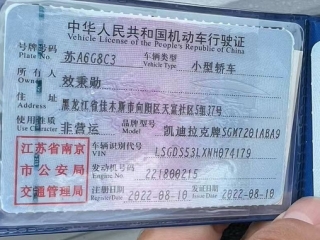 中华人民共和国机动车行驶证
Vehicle License of the People's Republic of China
号牌号码 苏A6G8C3 车辆类型 小型轿车
Plate No. Vehicle Type
所有人 效秉勋
Owner
住址 黑龙江省佳木斯市向阳区天富社区5组37号
Address
使用性质 非营运 品牌型号 凯迪拉克牌SGW7201ABA9
Use Character
江苏省南京 车辆识别代号 LSGDS53LXNH074179
VIN
市公安局 发动机号码 221800215
Engine No.
交通管理局 注册日期 2022-08-10 发证日期 2022-08-10
Register Date Issue Date